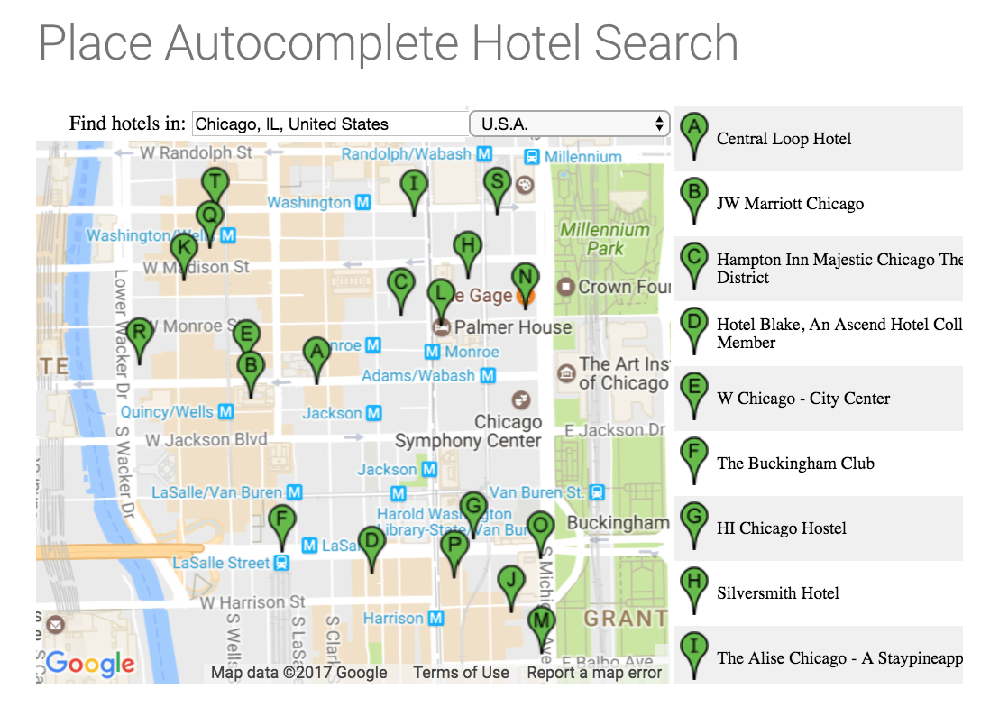 Place Autocomplete Hotel Search
Find hotels in: Chicago, IL, United States
U.S.A.
W Randolph St
Randolph/Wabash M
Millennium
T
I
S
Washington M
Q
Washington/Wells M
Millennium
Park
K
H
W Madison St
Lower Wacker Dr
C
L
N
e Gage
Crown Four
W Monroe S
Palmer House
R
E
nroe M
M Monroe
A
B
TE
Adams/Wabash M
The Art Ins
of Chicago
Quincy/Wells M
Jackson M
Chicago
Symphony Center
E Jackson Dr
W Jackson Blvd
S Wacker Dr
Jackson M
LaSalle/Van Buren M
M
Van Buren St.
G
Harold Washington
Library-State/Van Bur
F
O
Buckingham
D
P
M LaSa
LaSalle Street
S Michi
Ave
J
W Harrison St
Harrison M
M
GRANT
S Wells
S LaSa
S Clark
E Balbo Ave
Google
Map data ©2017 Google
Terms of Use
Report a map error
A
Central Loop Hotel
B
JW Marriott Chicago
C
Hampton Inn Majestic Chicago The
District
D
Hotel Blake, An Ascend Hotel Coll
Member
E
W Chicago - City Center
F
The Buckingham Club
G
HI Chicago Hostel
H
Silversmith Hotel
I
The Alise Chicago - A Staypineapp